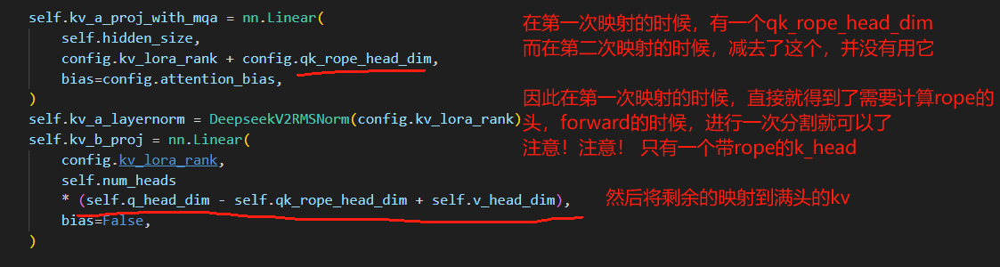 self.kv_a_proj_with_mqa = nn.Linear(
self.hidden_size,
config.kv_lora_rank + config.qk_rope_head_dim,
bias=config.attention_bias,
)
self.kv_a_layernorm = DeepseekV2RMSNorm(config.kv_lora_rank)
self.kv_b_proj = nn.Linear(
config.kv_lora_rank,
self.num_heads
* (self.q_head_dim - self.qk_rope_head_dim + self.v_head_dim),
bias=False,
)
在第一次映射的时候，有一个qk_rope_head_dim
而在第二次映射的时候，减去了这个，并没有用它
因此在第一次映射的时候，直接就得到了需要计算rope的
头，forward的时候，进行一次分割就可以了
注意！注意！ 只有一个带rope的k_head
然后将剩余的映射到满头的kv